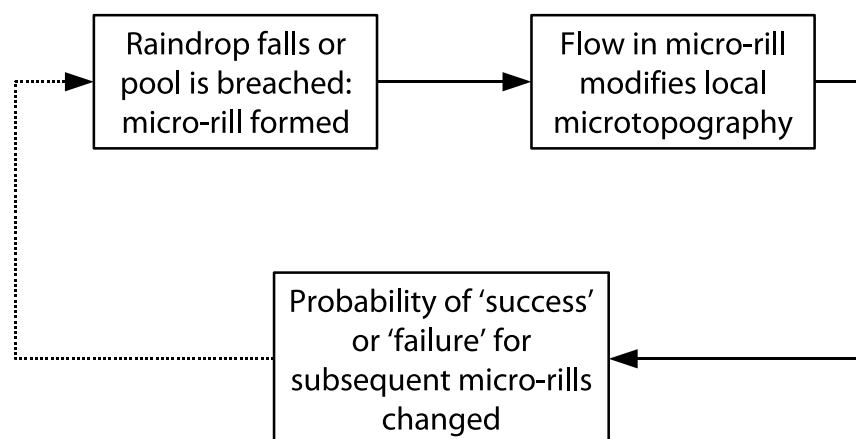 Raindrop falls or
pool is breached:
micro-rill formed
Flow in micro-rill
modifies local
microtopography
Probability of ‘success’
or ‘failure’ for
subsequent micro-rills
changed